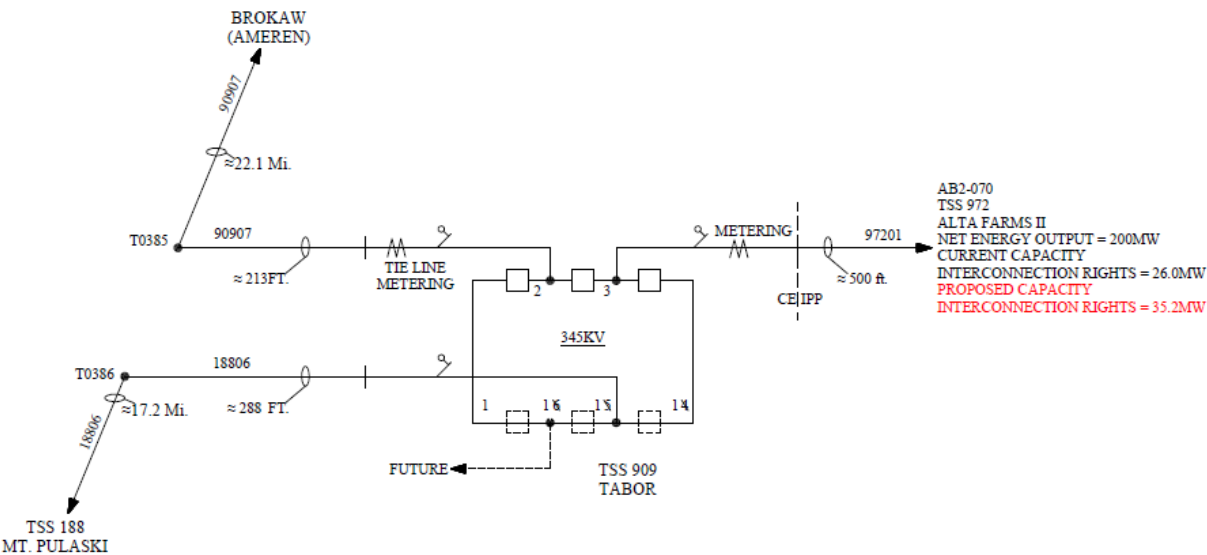 BROKAW
(AMEREN)
90907
≈22.1 Mi.
T0385
90907
≈213FT.
TIE LINE
METERING
METERING
CE IPP
97201
≈500 ft.
AB2-070
TSS 972
ALTA FARMS II
NET ENERGY OUTPUT = 200MW
CURRENT CAPACITY
INTERCONNECTION RIGHTS = 26.0MW
PROPOSED CAPACITY
INTERCONNECTION RIGHTS = 35.2MW
2
3
345KV
T0386
18806
≈288 FT.
≈17.2 Mi.
18806
1
FUTURE
TSS 909
TABOR
TSS 188
MT. PULASKI